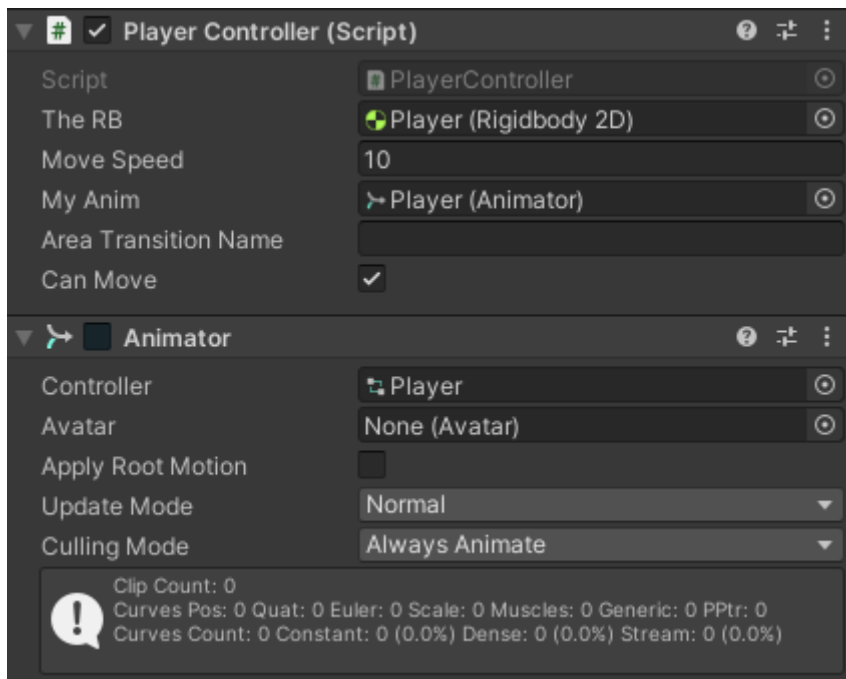 Player Controller (Script)
Script PlayerController
The RB Player (Rigidbody 2D)
Move Speed 10
My Anim Player (Animator)
Area Transition Name
Can Move
Animator
Controller Player
Avatar None (Avatar)
Apply Root Motion
Update Mode Normal
Culling Mode Always Animate
Clip Count: 0
Curves Pos: 0 Quat: 0 Euler: 0 Scale: 0 Muscles: 0 Generic: 0 PPtr: 0
Curves Count: 0 Constant: 0 (0.0%) Dense: 0 (0.0%) Stream: 0 (0.0%)